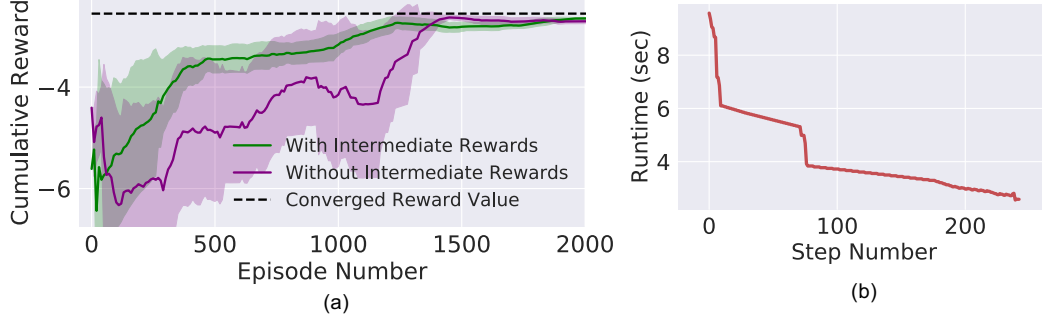 Cumulative Reward
−4
−6
With Intermediate Rewards
Without Intermediate Rewards
Converged Reward Value
0
500
1000
1500
2000
Episode Number
(a)
Runtime (sec)
8
6
4
0
100
200
Step Number
(b)